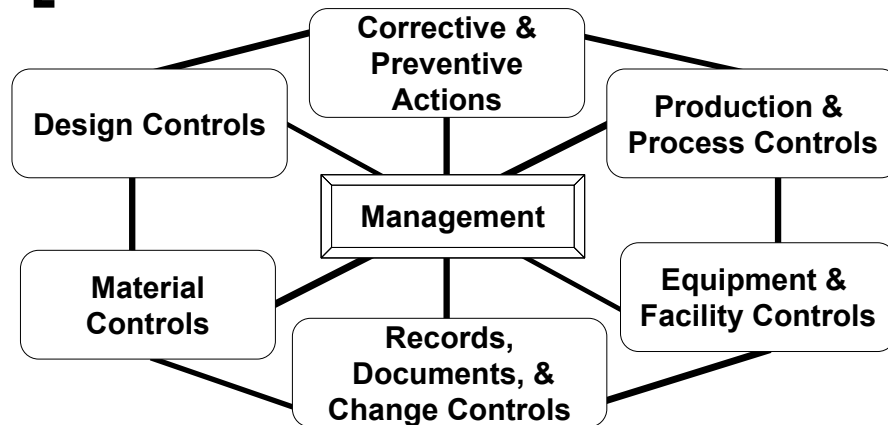 Corrective &
Preventive
Actions
Design Controls
Production &
Process Controls
Management
Material
Controls
Equipment &
Facility Controls
Records,
Documents, &
Change Controls